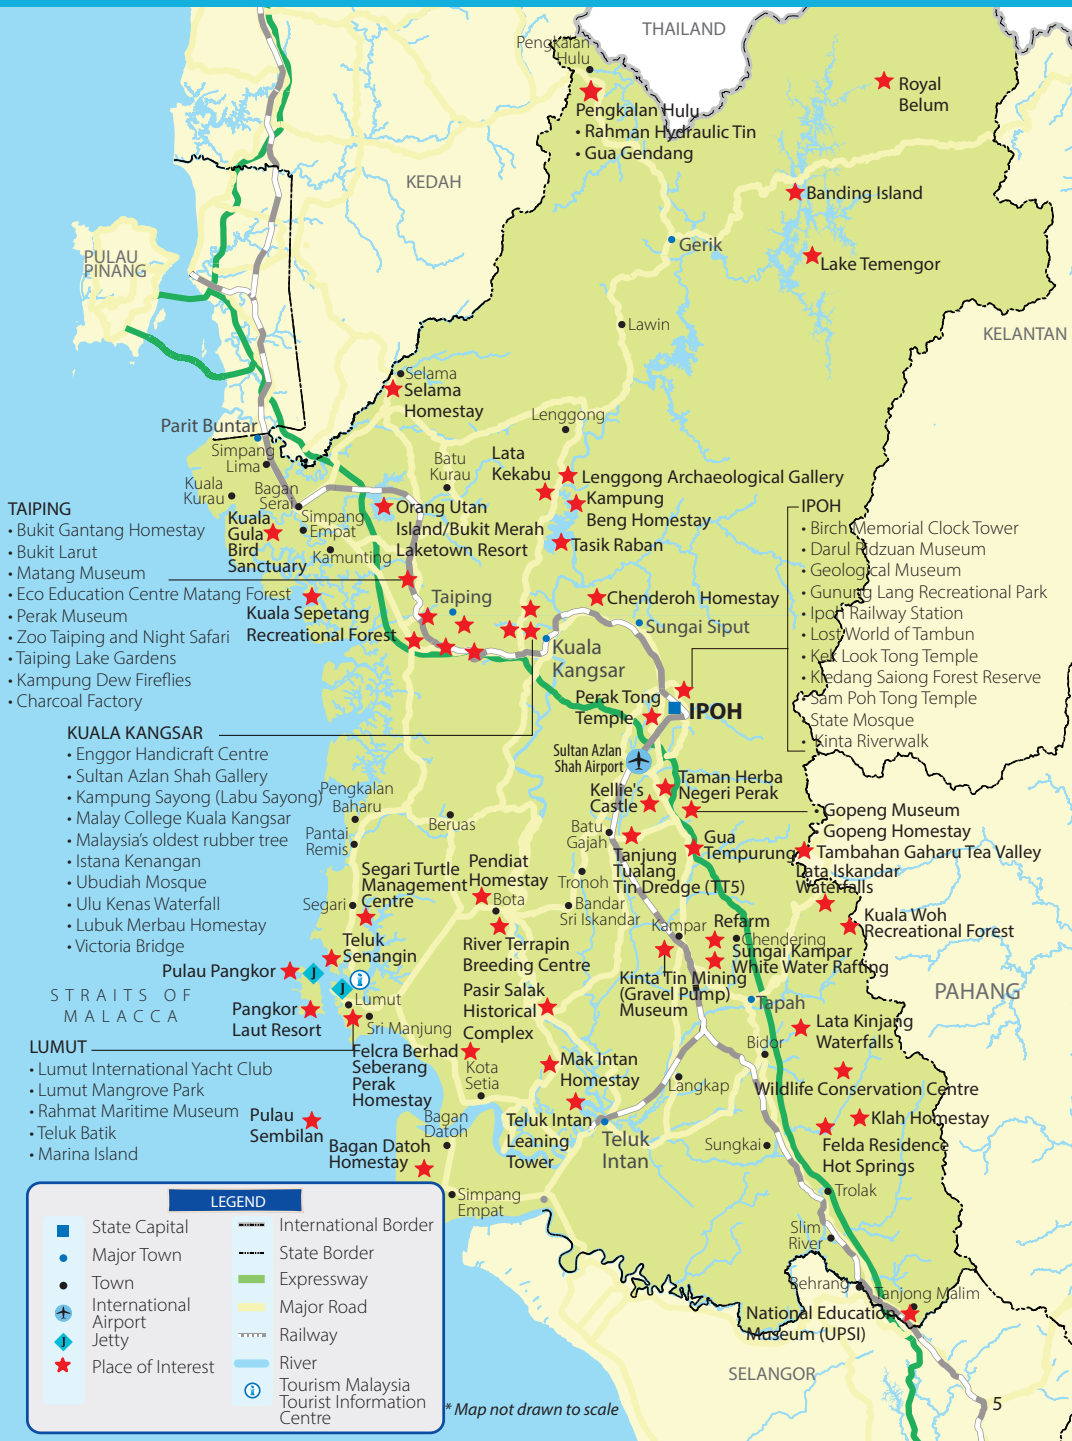 THAILAND
Pengkalan
Hulu
Royal
Belum
Pengkalan Hulu
• Rahman Hydraulic Tin
• Gua Gendang
KEDAH
Banding Island
PULAU
PINANG
Gerik
Lake Temengor
Lawin
KELANTAN
Selama
Selama
Homestay
Lenggong
Parit Buntar
Simpang
Lima
Lata
Kekabu
Batu
Kurau
Lenggong Archaeological Gallery
Kuala
Kurau
Bagan
Serai
Kampung
Beng Homestay
Orang Utan
Island/Bukit Merah
Laketown Resort
Kuala
Gula
Bird
Sanctuary
Simpang
Empat
Kamunting
Tasik Raban
TAIPING
• Bukit Gantang Homestay
• Bukit Larut
• Matang Museum
• Eco Education Centre Matang Forest
• Perak Museum
• Zoo Taiping and Night Safari
• Taiping Lake Gardens
• Kampung Dew Fireflies
• Charcoal Factory
IPOH
• Birch Memorial Clock Tower
• Darul Ridzuan Museum
• Geological Museum
• Gunung Lang Recreational Park
• Ipoh Railway Station
• Lost World of Tambun
• Kek Look Tong Temple
• Kledang Saiong Forest Reserve
• Sam Poh Tong Temple
State Mosque
• Kinta Riverwalk
Kuala Sepetang
Recreational Forest
Taiping
Chenderoh Homestay
Sungai Siput
Kuala
Kangsar
Perak Tong
Temple
IPOH
KUALA KANGSAR
• Enggor Handicraft Centre
• Sultan Azlan Shah Gallery
• Kampung Sayong (Labu Sayong)
• Malay College Kuala Kangsar
• Malaysia's oldest rubber tree
• Istana Kenangan
• Ubudiah Mosque
• Ulu Kenas Waterfall
• Lubuk Merbau Homestay
• Victoria Bridge
Sultan Azlan
Shah Airport
Taman Herba
Negeri Perak
Kellie's
Castle
Pengkalan
Baharu
Beruas
Pantai
Remis
Batu
Gajah
• Gopeng Museum
Gopeng Homestay
Gua
Tempurung
Tambahan Gaharu Tea Valley
Tanjung
Tualang
Tin Dredge (TT5)
Lata Iskandar
Waterfalls
Segari Turtle
Management
Centre
Pendiat
Homestay
Tronoh
Segari
Bota
Bandar
Sri Iskandar
Kuala Woh
Recreational Forest
Kampar
Refarm
Chendering
Sungai Kampar
White Water Rafting
Teluk
Senangin
River Terrapin
Breeding Centre
Pulau Pangkor
J
J
i
Kinta Tin Mining
(Gravel Pump)
Museum
PAHANG
STRAITS OF
MALACCA
Pangkor
Laut Resort
Lumut
Sri Manjung
Pasir Salak
Historical
Complex
Tapah
Lata Kinjang
Waterfalls
LUMUT
• Lumut International Yacht Club
• Lumut Mangrove Park
• Rahmat Maritime Museum
• Teluk Batik
• Marina Island
Felcra Berhad
Seberang
Perak
Homestay
Kota
Setia
Mak Intan
Homestay
Bidor
Langkap
Wildlife Conservation Centre
Pulau
Sembilan
Bagan
Datoh
Teluk Intan
Leaning
Tower
Teluk
Intan
Klah Homestay
Sungkai
Felda Residence
Hot Springs
Bagan Datoh
Homestay
Simpang
Empat
Trolak
Slim
River
Behrang
Tanjong Malim
National Education
Museum (UPSI)
SELANGOR
LEGEND
State Capital
Major Town
Town
International
Airport
J
Jetty
Place of Interest
International Border
State Border
Expressway
Major Road
Railway
River
i
Tourism Malaysia
Tourist Information
Centre
* Map not drawn to scale
5